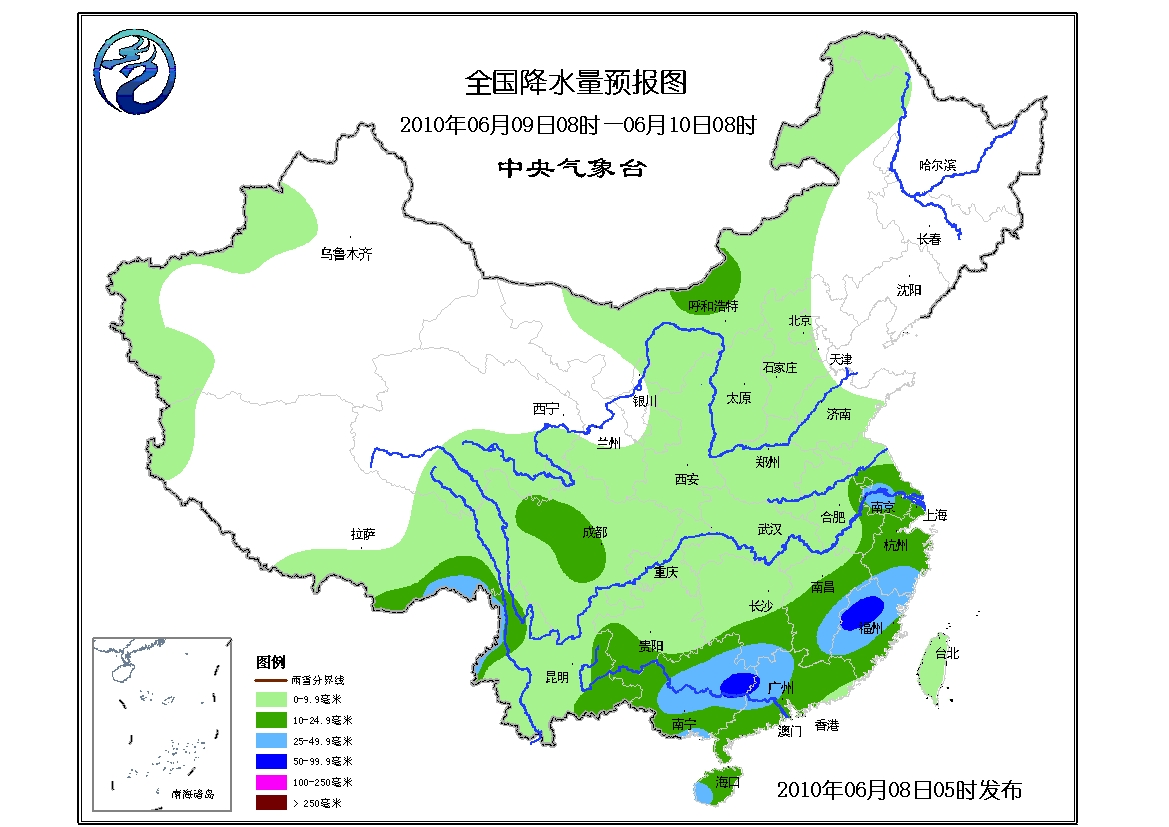 全国降水量预报图
2010年06月09日08时—06月10日08时
中央气象台
哈尔滨
长春
乌鲁木齐
沈阳
呼和浩特
北京
天津
石家庄
银川
太原
西宁
济南
兰州
郑州
西安
南京
上海
合肥
武汉
成都
拉萨
杭州
重庆
南昌
长沙
福州
贵阳
台北
昆明
广州
南宁
香港
澳门
海口
图例
雨雪分界线
0-9.9毫米
10-24.9毫米
25-49.9毫米
50-99.9毫米
100-250毫米
> 250毫米
南海诸岛
2010年06月08日05时发布